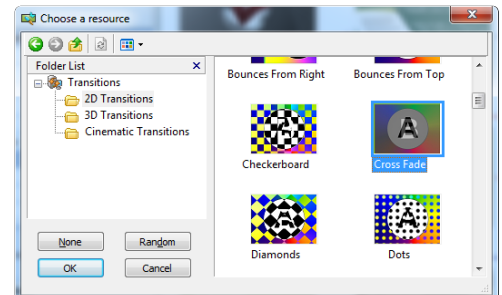 Choose a resource
Folder List
Transitions
2D Transitions
3D Transitions
Cinematic Transitions
None
Random
OK
Cancel
Bounces From Right
Bounces From Top
A
A
Checkerboard
Cross Fade
A
A
Diamonds
Dots